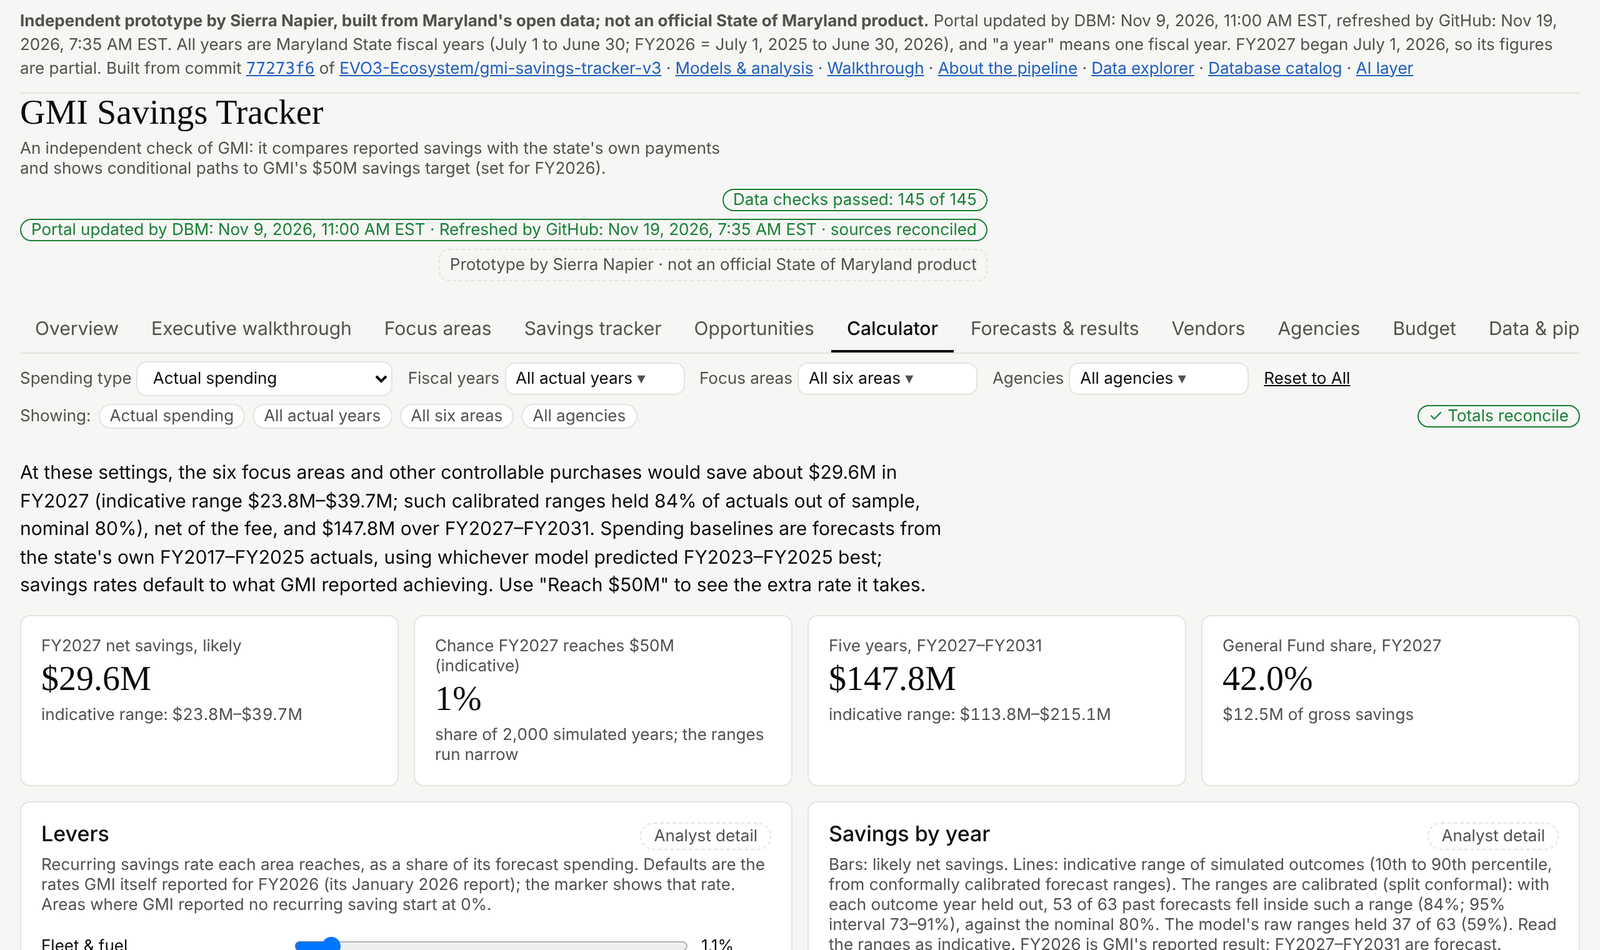 Independent prototype by Sierra Napier, built from Maryland's open data; not an official State of Maryland product. Portal updated by DBM: Nov 9, 2026, 11:00 AM EST, refreshed by GitHub: Nov 19,
2026, 7:35 AM EST. All years are Maryland State fiscal years (July 1 to June 30; FY2026 = July 1, 2025 to June 30, 2026), and "a year" means one fiscal year. FY2027 began July 1, 2026, so its figures
are partial. Built from commit 77273f6 of EVO3-Ecosystem/gmi-savings-tracker-v3 · Models & analysis · Walkthrough · About the pipeline · Data explorer · Database catalog · AI layer
GMI Savings Tracker
An independent check of GMI: it compares reported savings with the state's own payments
and shows conditional paths to GMI's $50M savings target (set for FY2026).
Data checks passed: 145 of 145
Portal updated by DBM: Nov 9, 2026, 11:00 AM EST · Refreshed by GitHub: Nov 19, 2026, 7:35 AM EST · sources reconciled
Prototype by Sierra Napier · not an official State of Maryland product
Overview Executive walkthrough Focus areas Savings tracker Opportunities Calculator Forecasts & results Vendors Agencies Budget Data & pip
Spending type Actual spending Fiscal years All actual years ▾ Focus areas All six areas ▾ Agencies All agencies ▾ Reset to All
Showing: Actual spending All actual years All six areas All agencies ✓ Totals reconcile
At these settings, the six focus areas and other controllable purchases would save about $29.6M in
FY2027 (indicative range $23.8M–$39.7M; such calibrated ranges held 84% of actuals out of sample,
nominal 80%), net of the fee, and $147.8M over FY2027–FY2031. Spending baselines are forecasts from
the state's own FY2017–FY2025 actuals, using whichever model predicted FY2023–FY2025 best;
savings rates default to what GMI reported achieving. Use "Reach $50M" to see the extra rate it takes.
FY2027 net savings, likely
$29.6M
indicative range: $23.8M–$39.7M
Chance FY2027 reaches $50M
(indicative)
1%
share of 2,000 simulated years; the ranges
run narrow
Five years, FY2027–FY2031
$147.8M
indicative range: $113.8M–$215.1M
General Fund share, FY2027
42.0%
$12.5M of gross savings
Levers
Analyst detail
Recurring savings rate each area reaches, as a share of its forecast spending. Defaults are the
rates GMI itself reported for FY2026 (its January 2026 report); the marker shows that rate.
Areas where GMI reported no recurring saving start at 0%.
Fleet & fuel 1.1%
Savings by year
Analyst detail
Bars: likely net savings. Lines: indicative range of simulated outcomes (10th to 90th percentile,
from conformally calibrated forecast ranges). The ranges are calibrated (split conformal): with
each outcome year held out, 53 of 63 past forecasts fell inside such a range (84%; 95%
interval 73–91%), against the nominal 80%. The model's raw ranges held 37 of 63 (59%). Read
the ranges as indicative. FY2026 is GMI's reported result; FY2027–FY2031 are forecast.